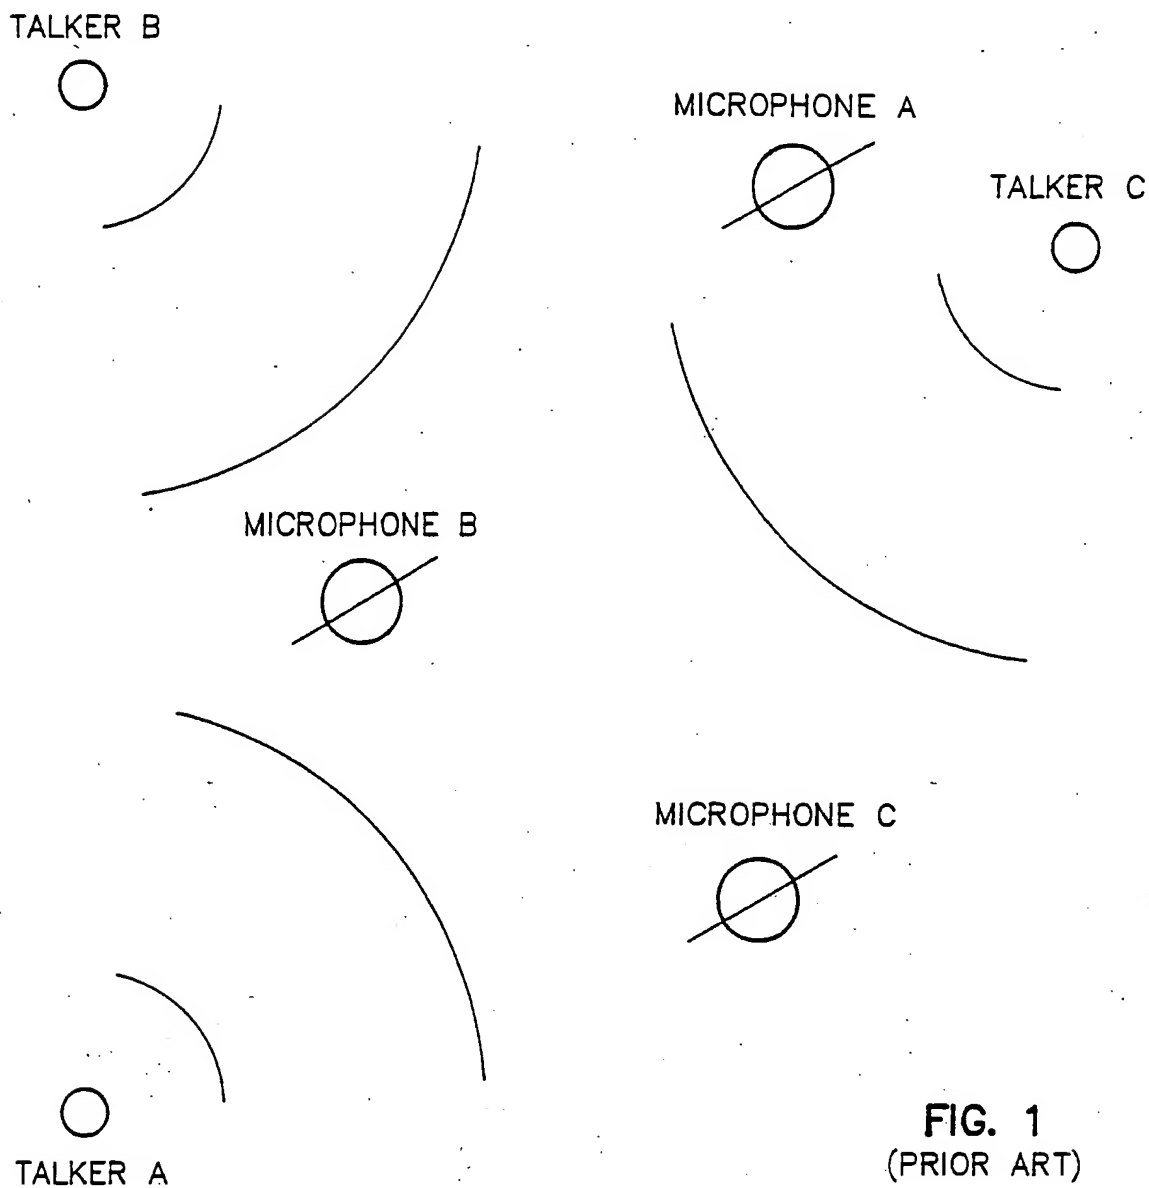 TALKER B
MICROPHONE A
TALKER C
MICROPHONE B
MICROPHONE C
FIG. 1
(PRIOR ART)
TALKER A